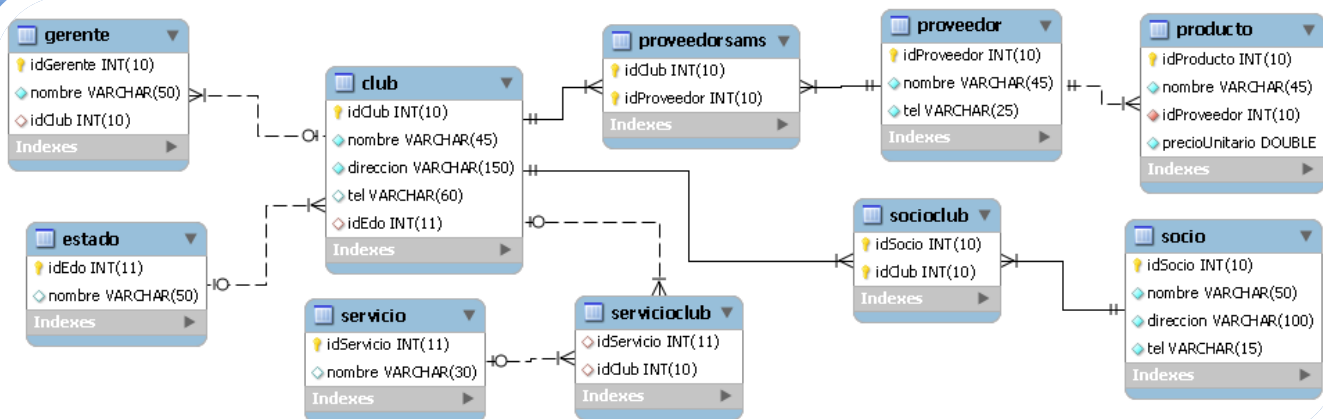 gerente
idGerente INT(10)
nombre VARCHAR(50)
idClub INT(10)
Indexes
club
idClub INT(10)
nombre VARCHAR(45)
direccion VARCHAR(150)
tel VARCHAR(60)
idEdo INT(11)
Indexes
proveedorsams
idClub INT(10)
idProveedor INT(10)
Indexes
proveedor
idProveedor INT(10)
nombre VARCHAR(45)
tel VARCHAR(25)
Indexes
producto
idProducto INT(10)
nombre VARCHAR(45)
idProveedor INT(10)
precioUnitario DOUBLE
Indexes
estado
idEdo INT(11)
nombre VARCHAR(50)
Indexes
servicio
idServicio INT(11)
nombre VARCHAR(30)
Indexes
servicioclub
idServicio INT(11)
idClub INT(10)
Indexes
socioclub
idSocio INT(10)
idClub INT(10)
Indexes
socio
idSocio INT(10)
nombre VARCHAR(50)
direccion VARCHAR(100)
tel VARCHAR(15)
Indexes